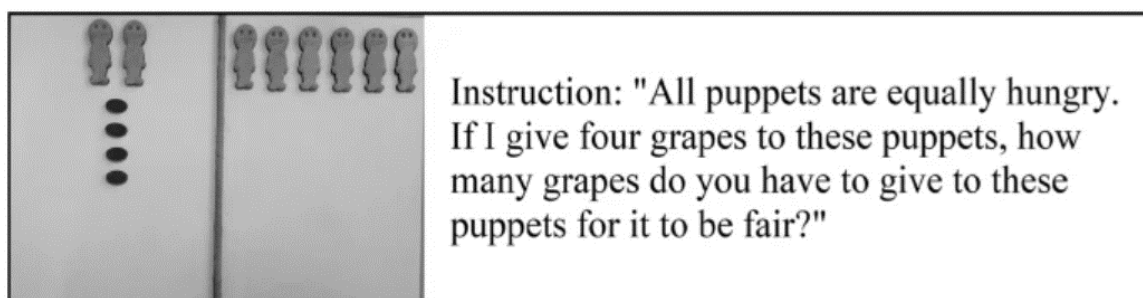 Instruction: "All puppets are equally hungry.
If I give four grapes to these puppets, how
many grapes do you have to give to these
puppets for it to be fair?"